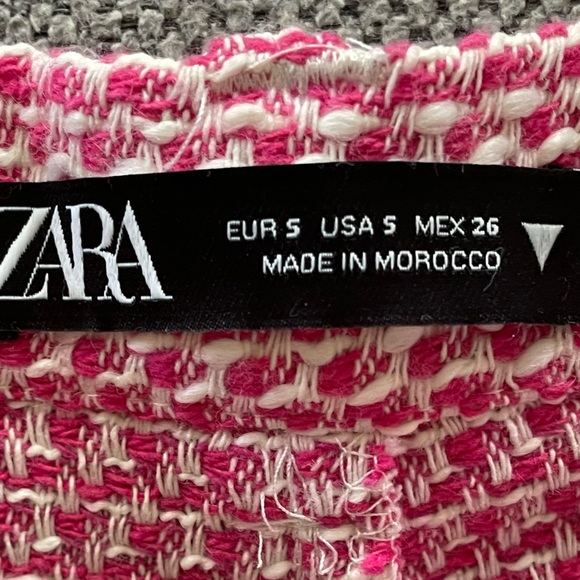 ZARA
EUR S USA S MEX 26
MADE IN MOROCCO